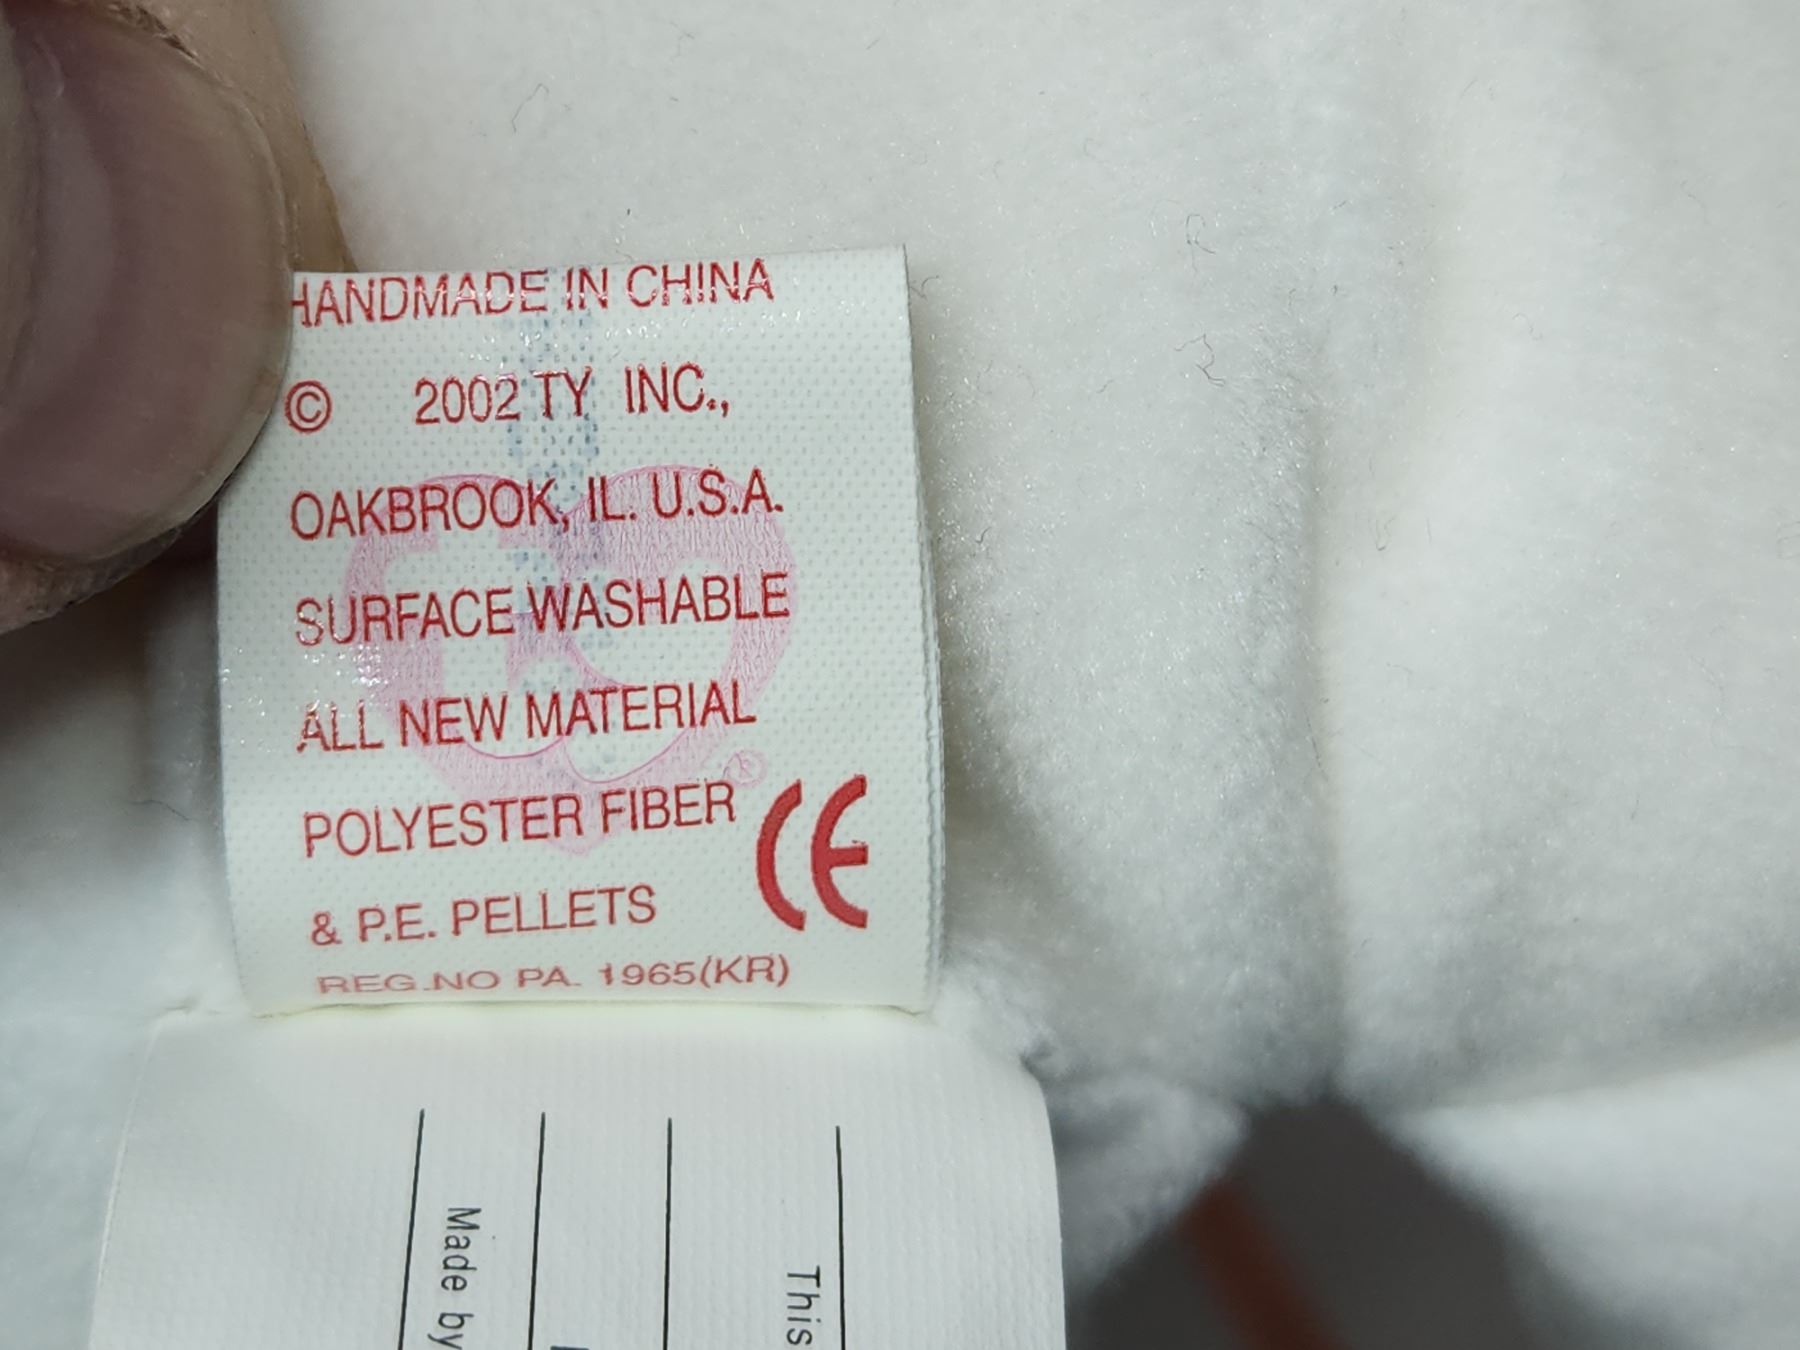 HANDMADE IN CHINA
© 2002 TY INC.,
OAKBROOK, IL. U.S.A.
SURFACE WASHABLE
ALL NEW MATERIAL
POLYESTER FIBER
& P.E. PELLETS
CE
REG.NO PA. 1965(KR)
This
Made by